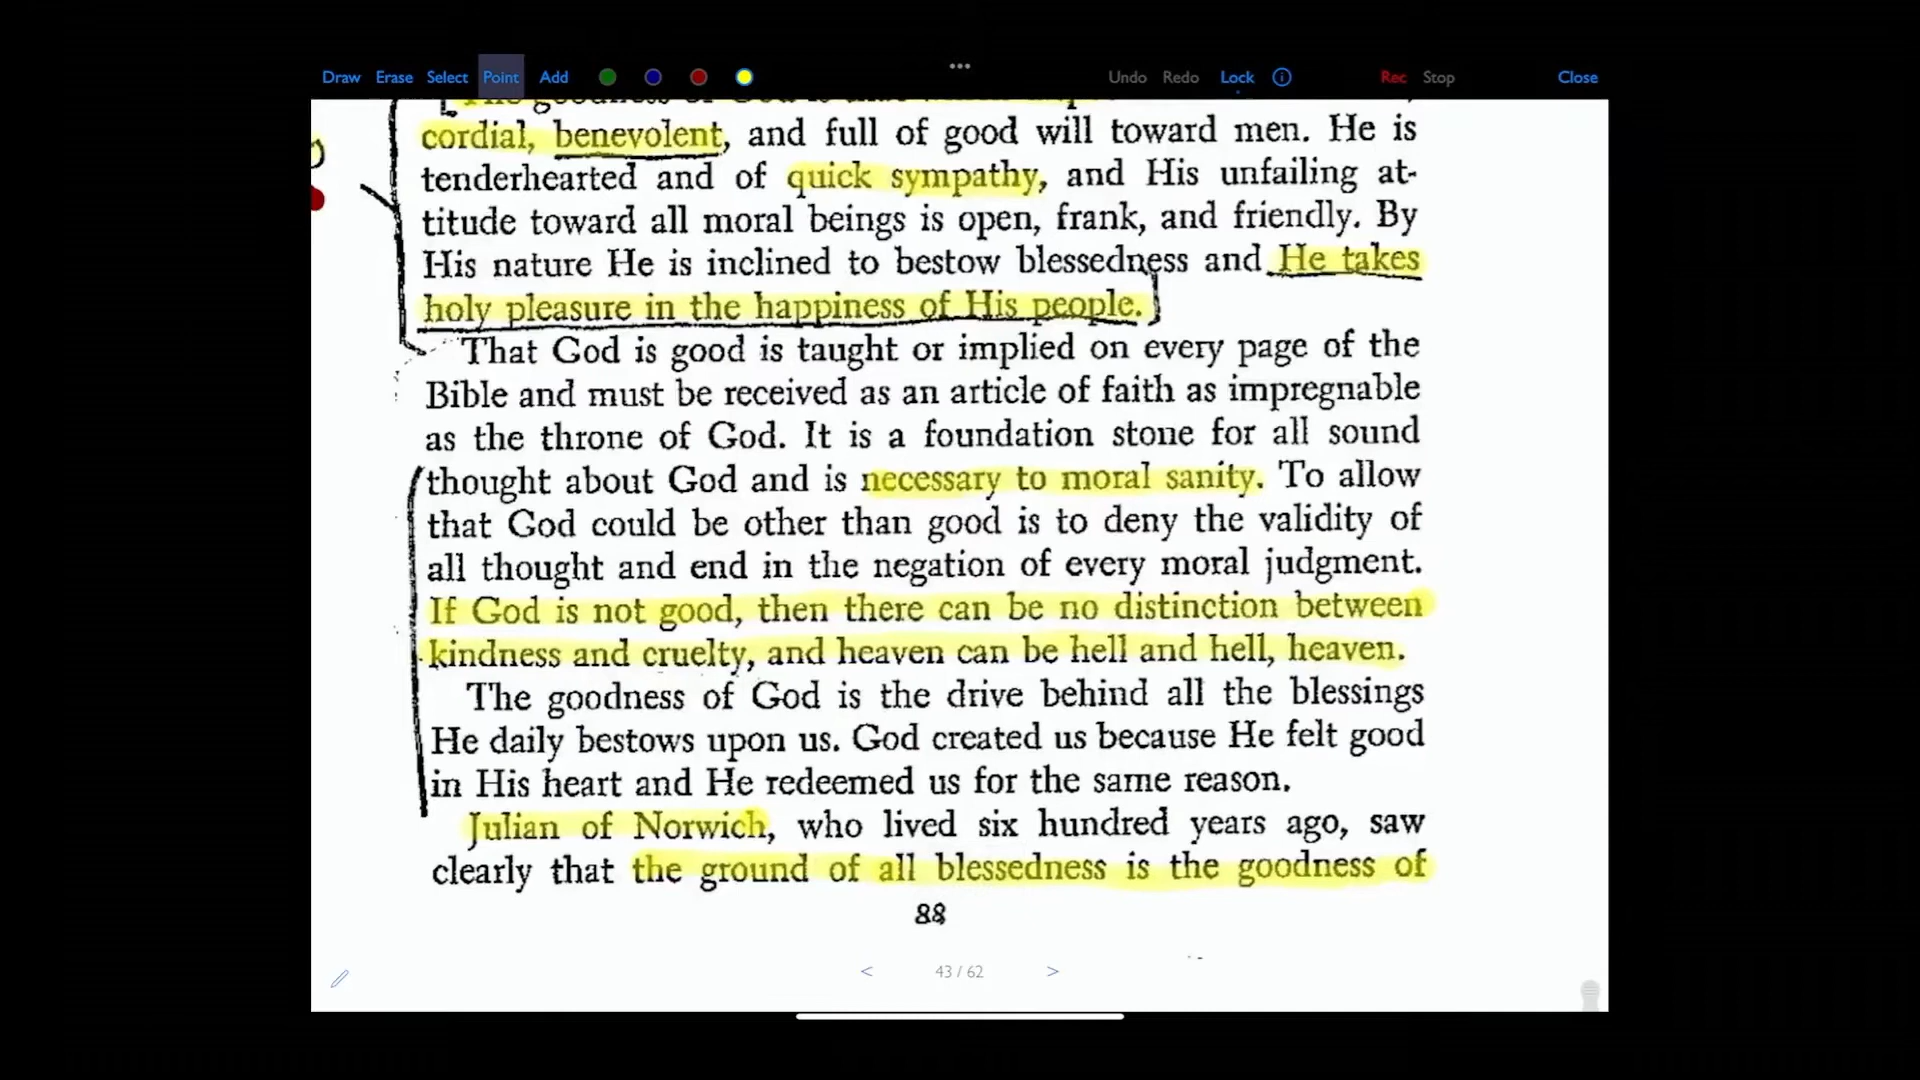 •••
Draw Erase Select Point Add Undo Redo Lock Rec Stop Close
cordial, benevolent, and full of good will toward men. He is
tenderhearted and of quick sympathy, and His unfailing at-
titude toward all moral beings is open, frank, and friendly. By
His nature He is inclined to bestow blessedness and He takes
holy pleasure in the happiness of His people.
That God is good is taught or implied on every page of the
Bible and must be received as an article of faith as impregnable
as the throne of God. It is a foundation stone for all sound
thought about God and is necessary to moral sanity. To allow
that God could be other than good is to deny the validity of
all thought and end in the negation of every moral judgment.
If God is not good, then there can be no distinction between
kindness and cruelty, and heaven can be hell and hell, heaven.
The goodness of God is the drive behind all the blessings
He daily bestows upon us. God created us because He felt good
in His heart and He redeemed us for the same reason.
Julian of Norwich, who lived six hundred years ago, saw
clearly that the ground of all blessedness is the goodness of
88
< 43 / 62 >